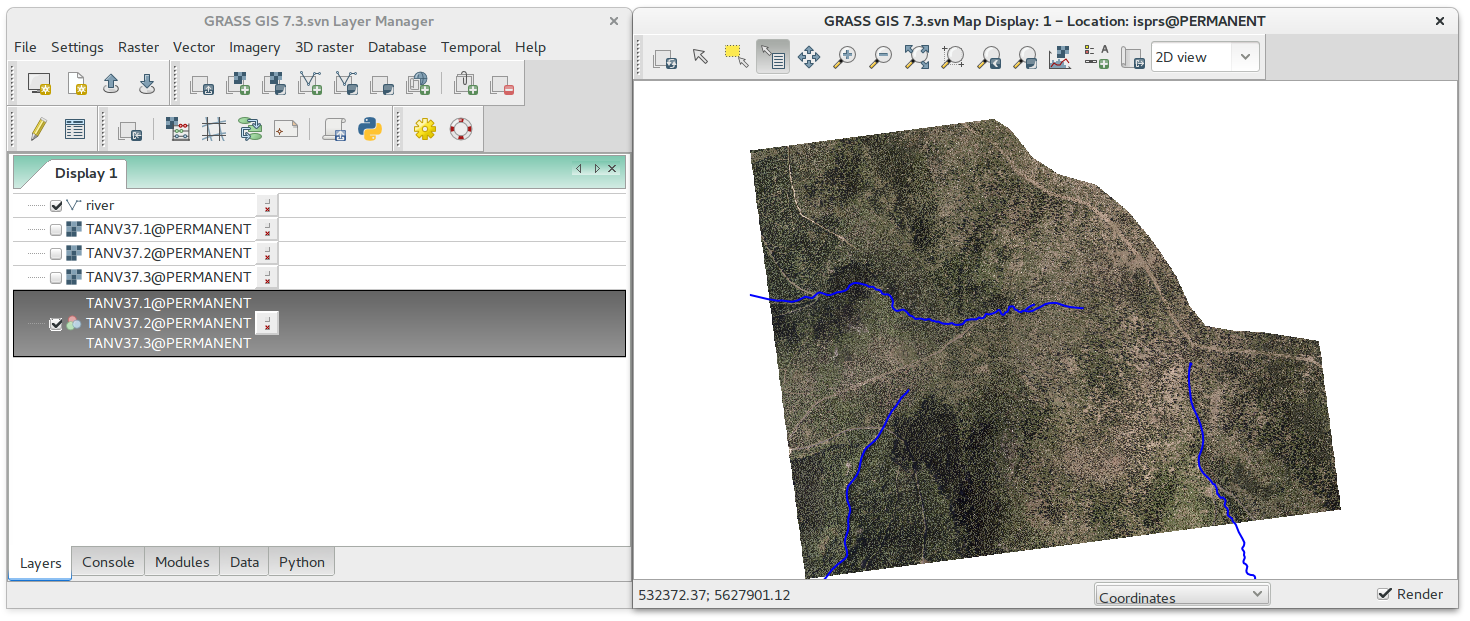 GRASS GIS 7.3.svn Layer Manager
File Settings Raster Vector Imagery 3D raster Database Temporal Help
Display 1
river
TANV37.1@PERMANENT
TANV37.2@PERMANENT
TANV37.3@PERMANENT
TANV37.1@PERMANENT
TANV37.2@PERMANENT
TANV37.3@PERMANENT
Layers Console Modules Data Python
GRASS GIS 7.3.svn Map Display: 1 - Location: isprs@PERMANENT
A
2D view
532372.37; 5627901.12
Coordinates
Render